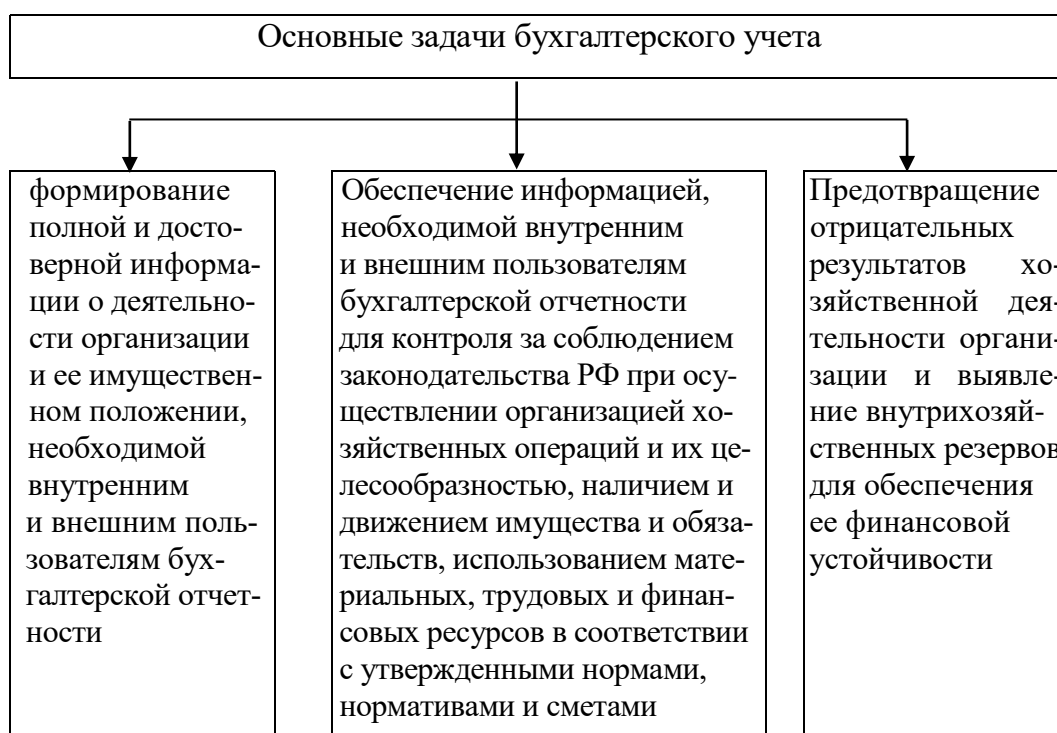 Основные задачи бухгалтерского учета
формирование
полной и досто-
верной информа-
ции о деятельно-
сти организации
и ее имуществен-
ном положении,
необходимой
внутренним
и внешним поль-
зователям бух-
галтерской отчет-
ности
Обеспечение информацией,
необходимой внутренним
и внешним пользователям
бухгалтерской отчетности
для контроля за соблюдением
законодательства РФ при осу-
ществлении организацией хо-
зяйственных операций и их це-
лесообразностью, наличием и
движением имущества и обяза-
тельств, использованием мате-
риальных, трудовых и финан-
совых ресурсов в соответствии
с утвержденными нормами,
нормативами и сметами
Предотвращение
отрицательных
результатов хо-
зяйственной дея-
тельности органи-
зации и выявле-
ние внутрихозяй-
ственных резервов
для обеспечения
ее финансовой
устойчивости